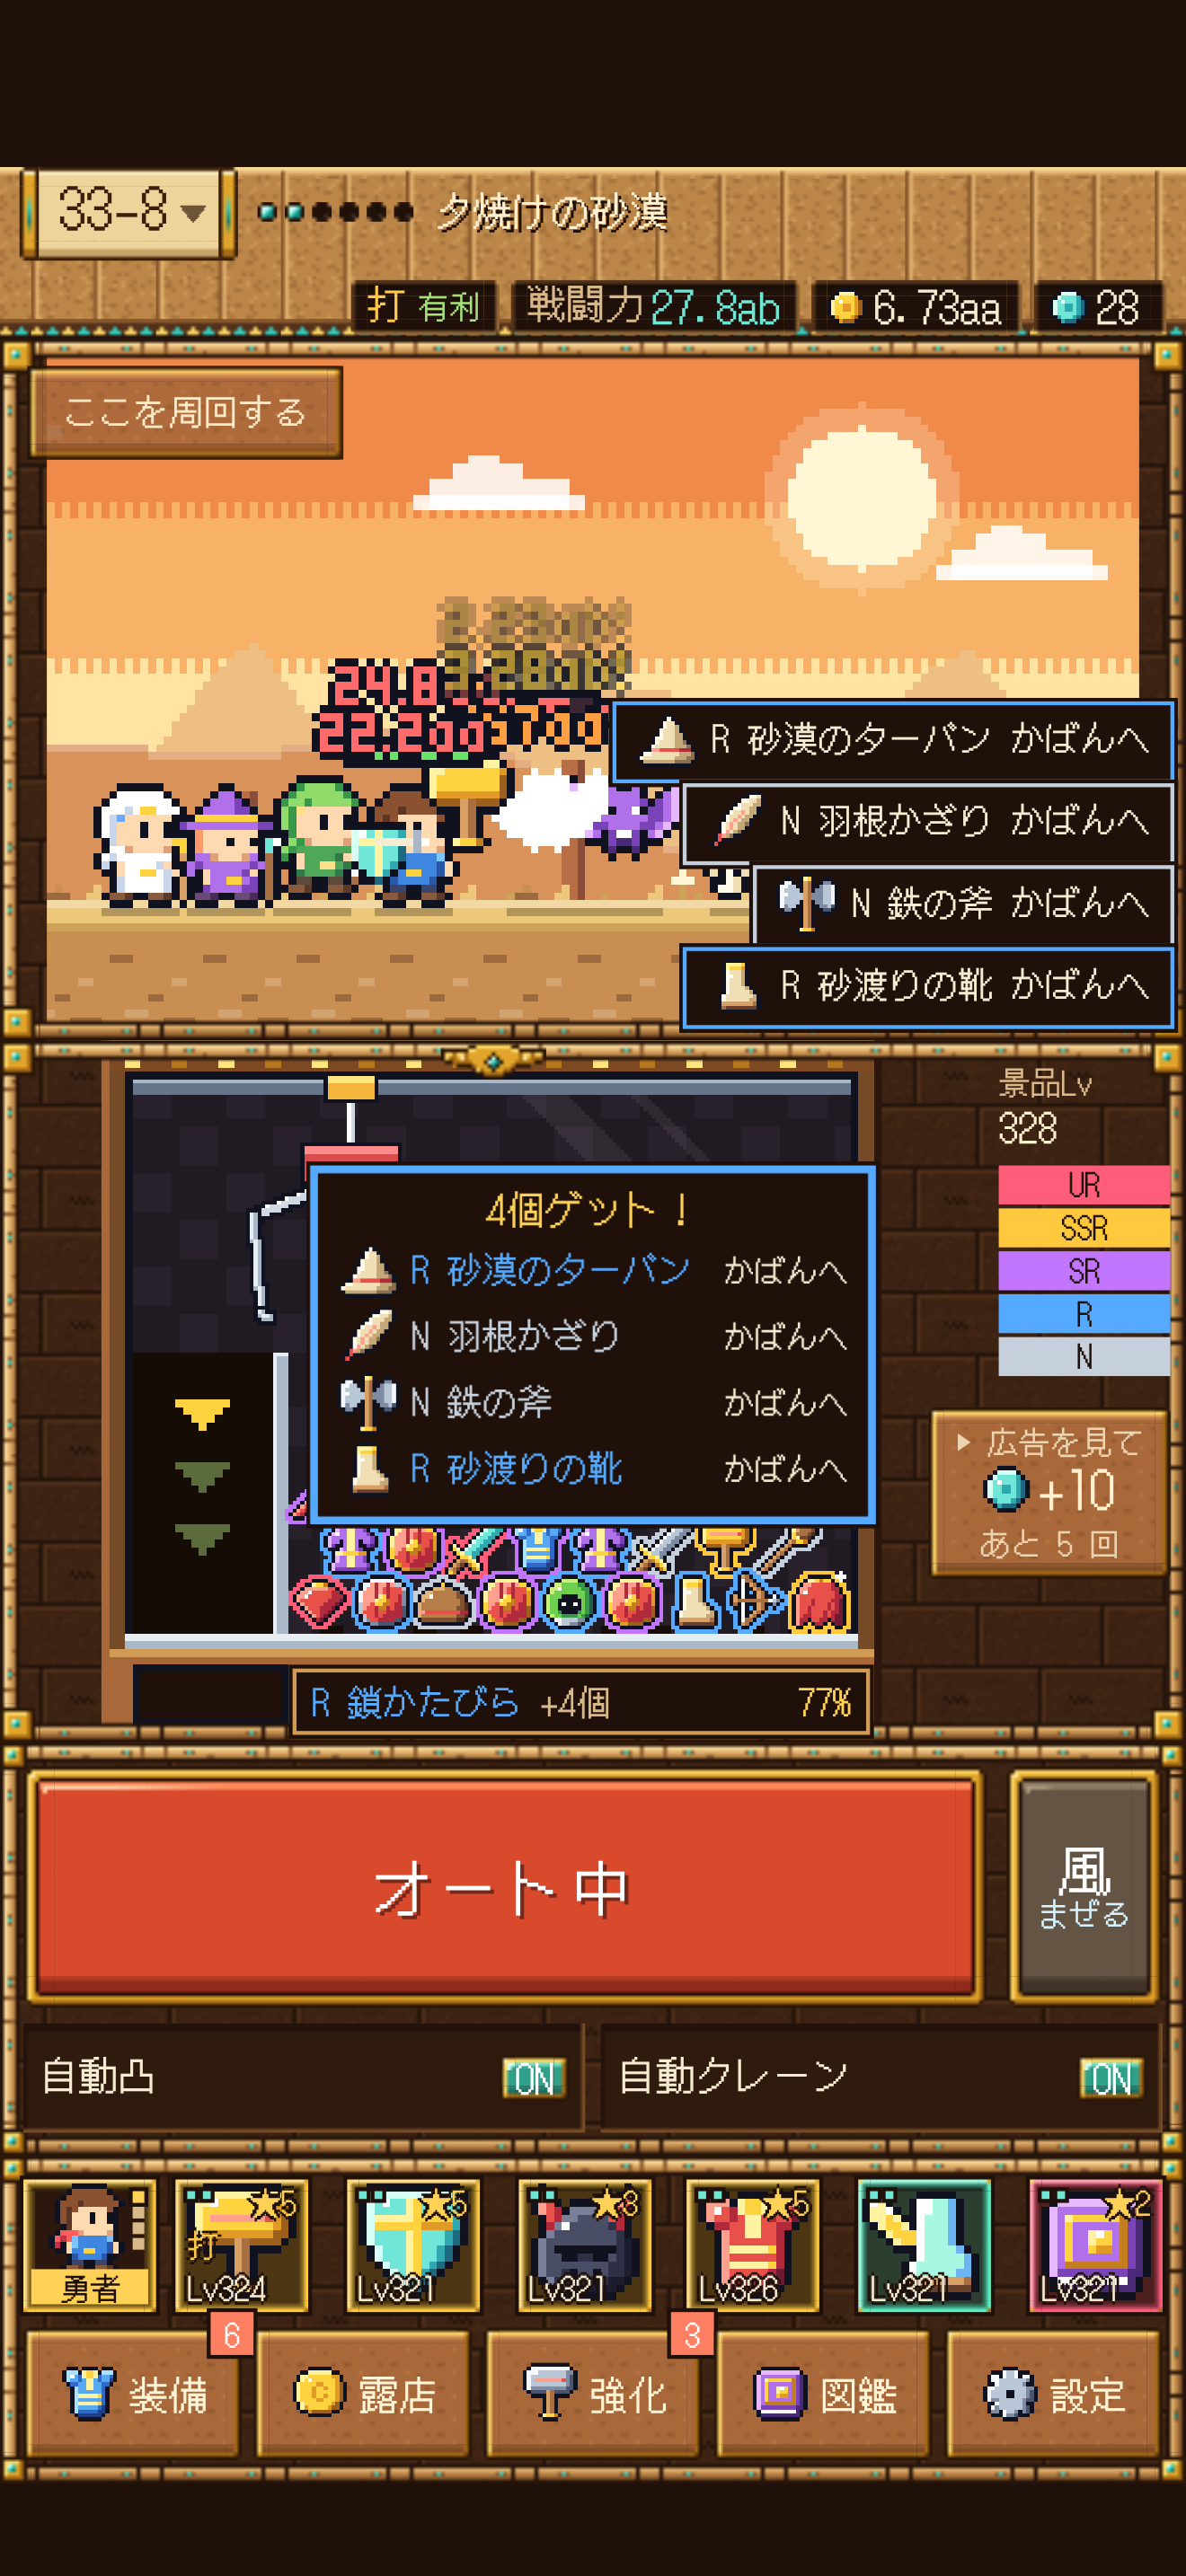 33-8
夕焼けの砂漠
打 有利
戦闘力27.8ab
6.73aa
28
ここを周回する
R 砂漠のターバン かばんへ
N 羽根かざり かばんへ
N 鉄の斧 かばんへ
R 砂渡りの靴 かばんへ
景品Lv
328
UR
SSR
SR
R
N
4個ゲット！
R 砂漠のターバン かばんへ
N 羽根かざり かばんへ
N 鉄の斧 かばんへ
R 砂渡りの靴 かばんへ
広告を見て
+10
あと 5 回
R 鎖かたびら +4個 77%
オート中
風
まぜる
自動凸 ON
自動クレーン ON
勇者
★5
打
Lv324
★5
Lv321
★3
Lv321
★5
Lv326
Lv321
★2
Lv321
6
3
装備
露店
強化
図鑑
設定